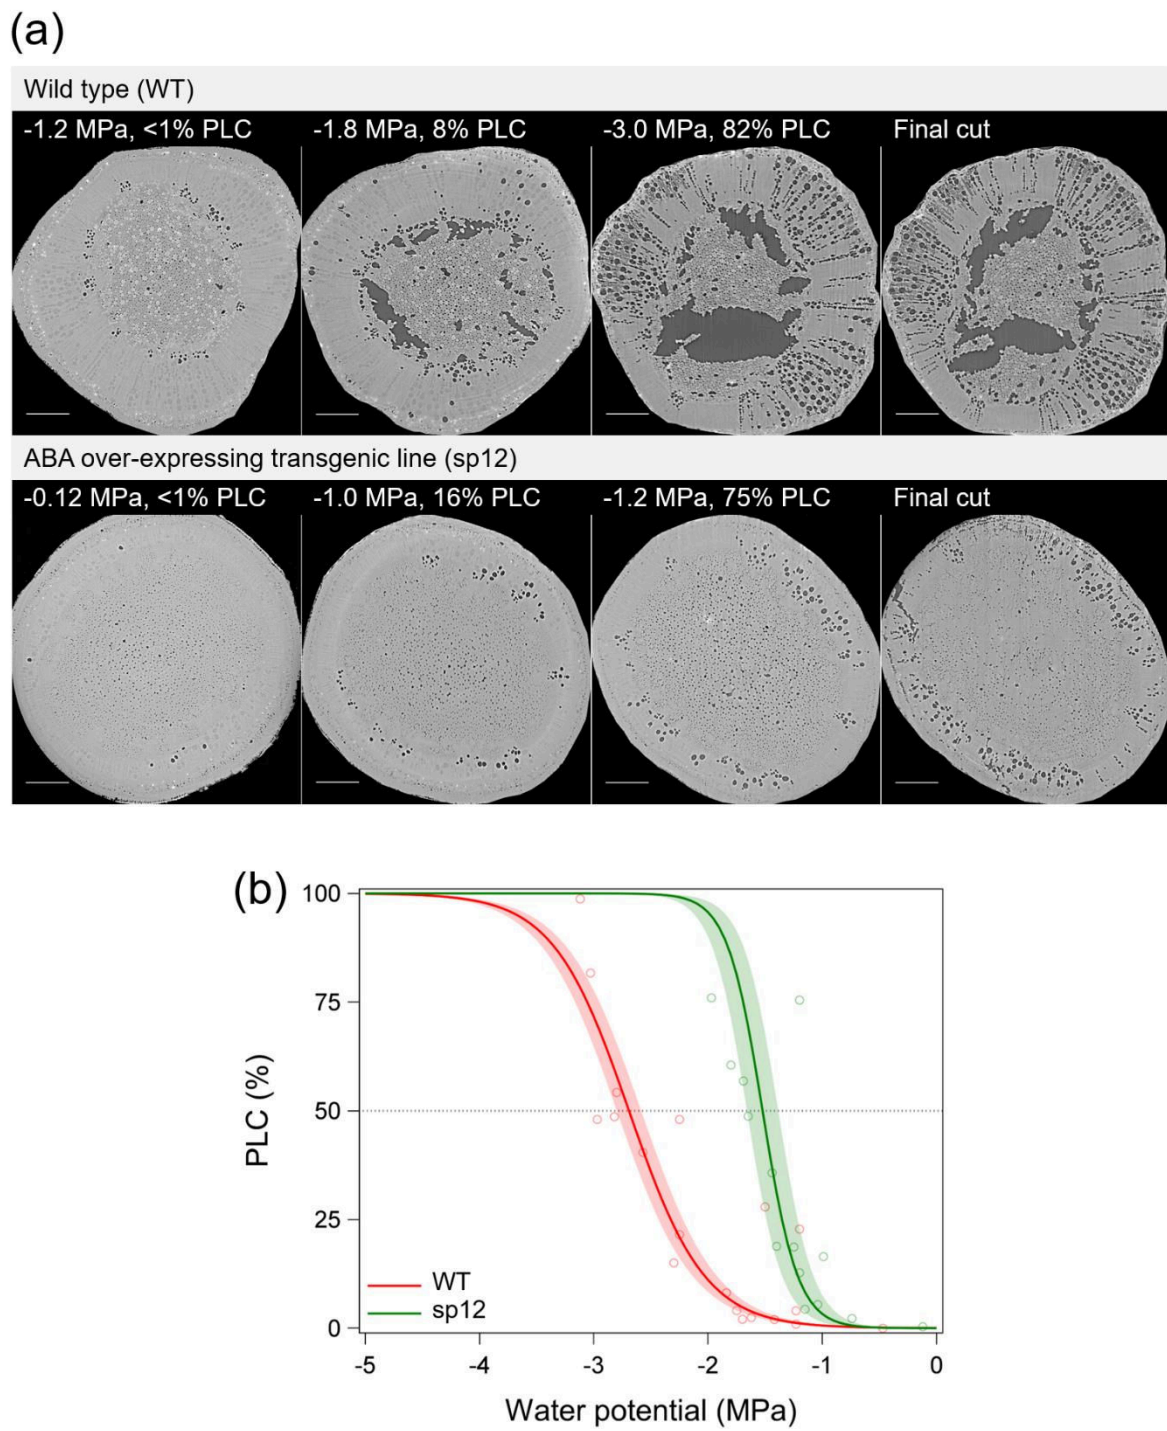 (a)
Wild type (WT)
-1.2 MPa, <1% PLC
-1.8 MPa, 8% PLC
-3.0 MPa, 82% PLC
Final cut
ABA over-expressing transgenic line (sp12)
-0.12 MPa, <1% PLC
-1.0 MPa, 16% PLC
-1.2 MPa, 75% PLC
Final cut
(b)
100
75
50
25
0
PLC (%)
WT
sp12
-5
-4
-3
-2
-1
0
Water potential (MPa)